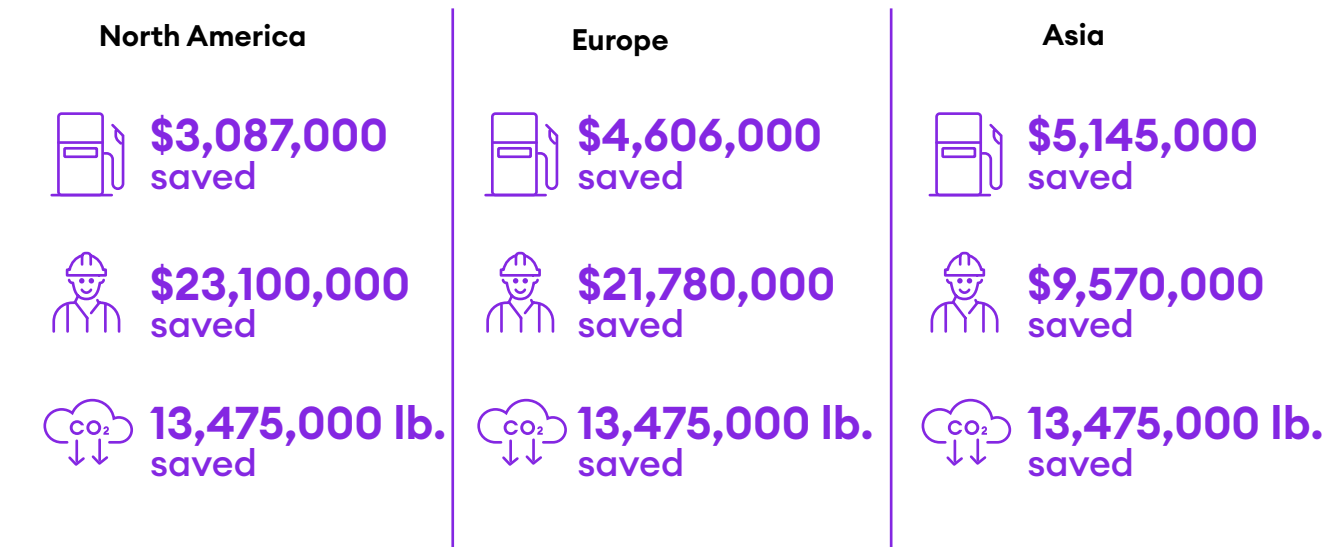 North America
$3,087,000
saved
$23,100,000
saved
CO₂
13,475,000 lb.
saved
Europe
$4,606,000
saved
$21,780,000
saved
CO₂
13,475,000 lb.
saved
Asia
$5,145,000
saved
$9,570,000
saved
CO₂
13,475,000 lb.
saved